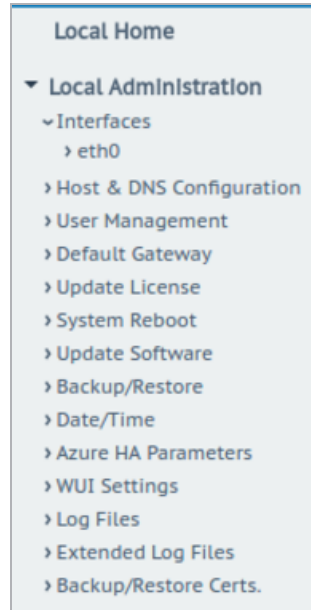 Local Home
Local Administration
Interfaces
eth0
Host & DNS Configuration
User Management
Default Gateway
Update License
System Reboot
Update Software
Backup/Restore
Date/Time
Azure HA Parameters
WUI Settings
Log Files
Extended Log Files
Backup/Restore Certs.